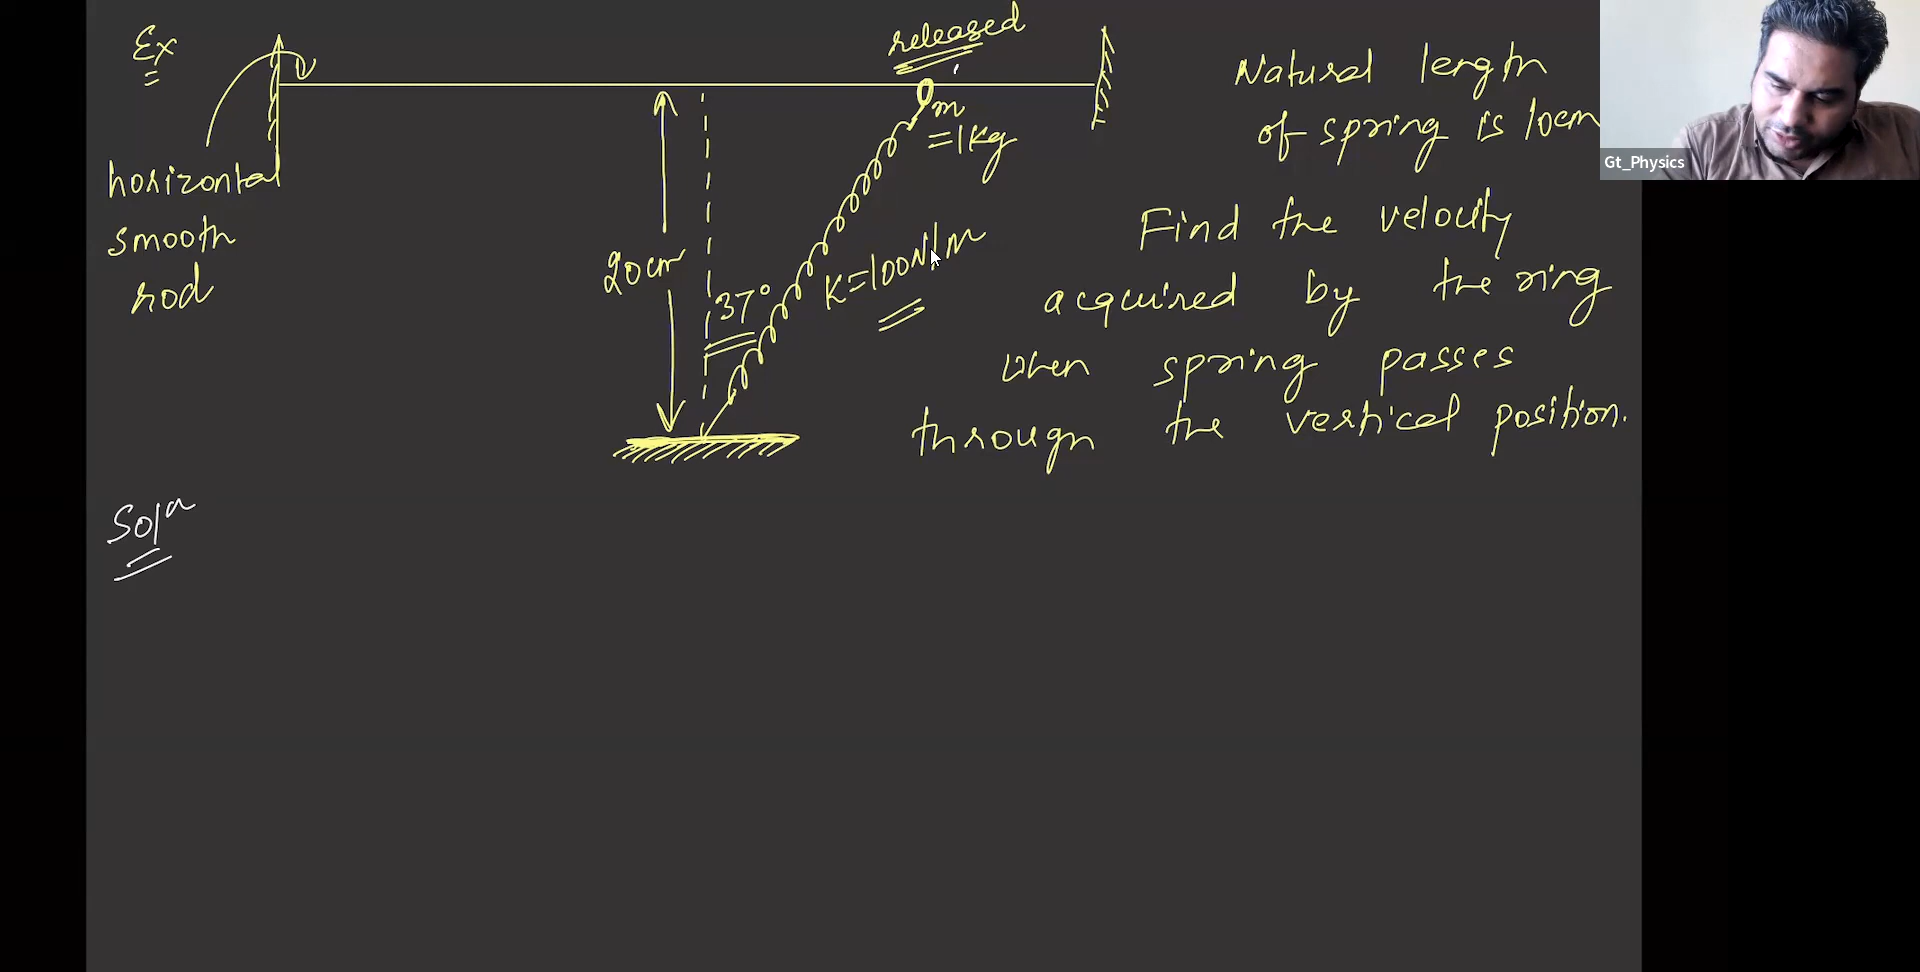 Ex
released
m
=1kg
horizontal
smooth
rod
20cm
37°
K=100N/m
Natural length
of spring is 10cm
Find the velocity
acquired by the ring
when spring passes
through the vertical position.
Gt_Physics
Solⁿ